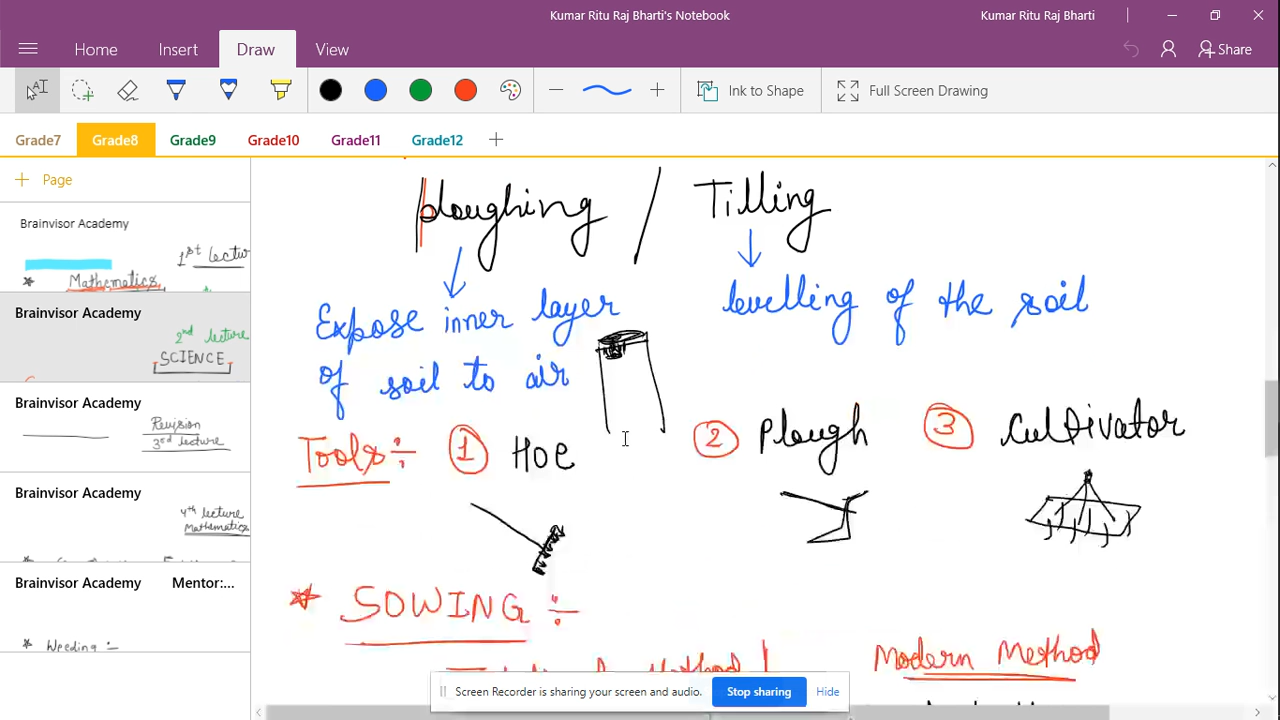 Kumar Ritu Raj Bharti's Notebook
Kumar Ritu Raj Bharti
Home Insert Draw View
Share
Ink to Shape Full Screen Drawing
Grade7 Grade8 Grade9 Grade10 Grade11 Grade12
Page
Brainvisor Academy
1st lectur
* Mathematics
Brainvisor Academy
2nd lecture
SCIENCE
Brainvisor Academy
Revision
3rd lecture
4th lecture
Mathematics
Brainvisor Academy Mentor:...
* Weeding :-
Ploughing / Tilling
Expose inner layer
of soil to air
levelling of the soil
Tools ÷ 1 Hoe 2 Plough 3 Cultivator
* SOWING ÷
Method Modern Method
Screen Recorder is sharing your screen and audio. Stop sharing Hide